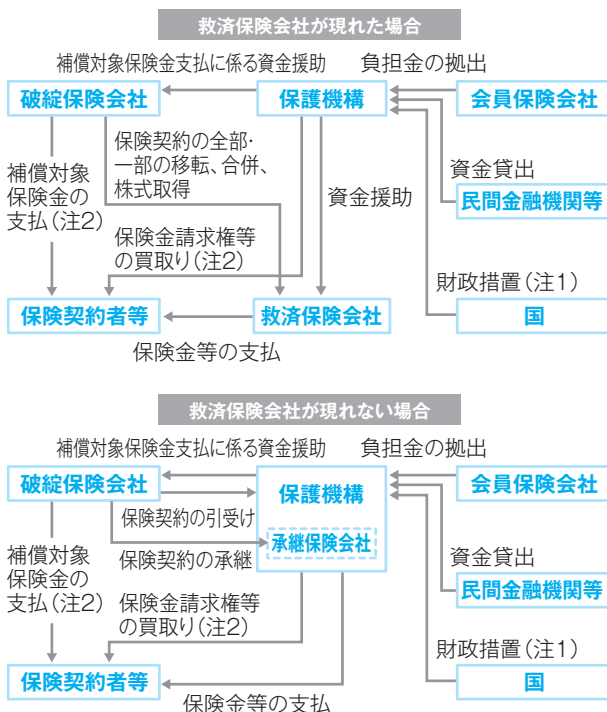 救済保険会社が現れた場合
補償対象保険金支払に係る資金援助
負担金の拠出
破綻保険会社
保護機構
会員保険会社
補償対象
保険金の
支払(注2)
保険契約の全部・
一部の移転、合併、
株式取得
資金援助
資金貸出
民間金融機関等
保険金請求権等
の買取り(注2)
財政措置(注1)
保険契約者等
救済保険会社
国
保険金等の支払
救済保険会社が現れない場合
補償対象保険金支払に係る資金援助
負担金の拠出
破綻保険会社
保護機構
会員保険会社
保険契約の引受け
承継保険会社
補償対象
保険金の
支払(注2)
保険契約の承継
資金貸出
民間金融機関等
保険金請求権等
の買取り(注2)
財政措置(注1)
保険契約者等
国
保険金等の支払